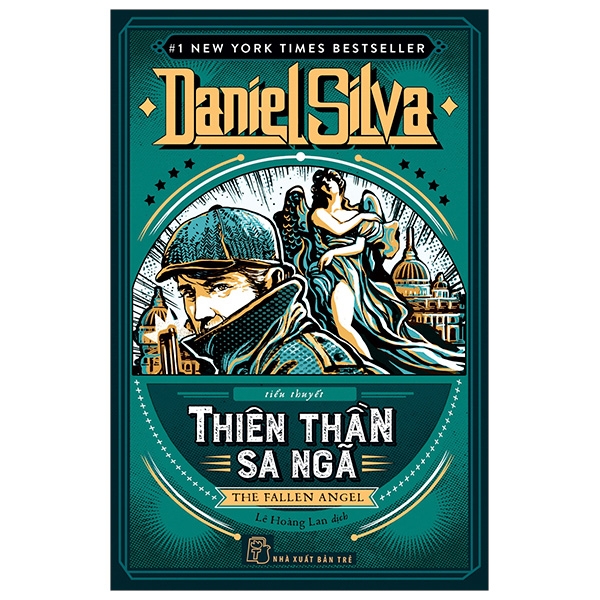 #1 NEW YORK TIMES BESTSELLER
Daniel Silva
tiểu thuyết
THIÊN THẦN
SA NGÃ
THE FALLEN ANGEL
Lê Hoàng Lan dịch
NHÀ XUẤT BẢN TRẺ